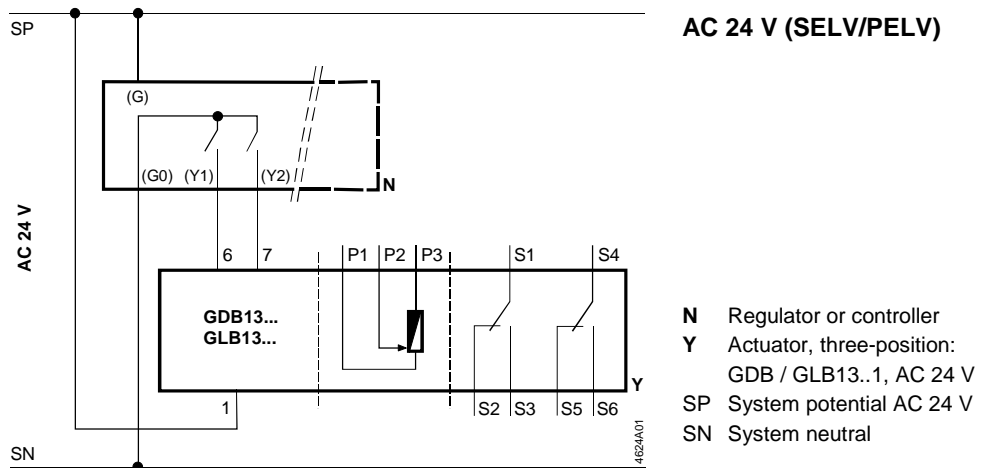 SP
AC 24 V (SELV/PELV)
(G)
(G0) (Y1) (Y2)
N
AC 24 V
6 7 P1 P2 P3 S1 S4
GDB13...
GLB13...
Y
1 S2 S3 S5 S6
4624A01
SN
N Regulator or controller
Y Actuator, three-position:
GDB / GLB13..1, AC 24 V
SP System potential AC 24 V
SN System neutral